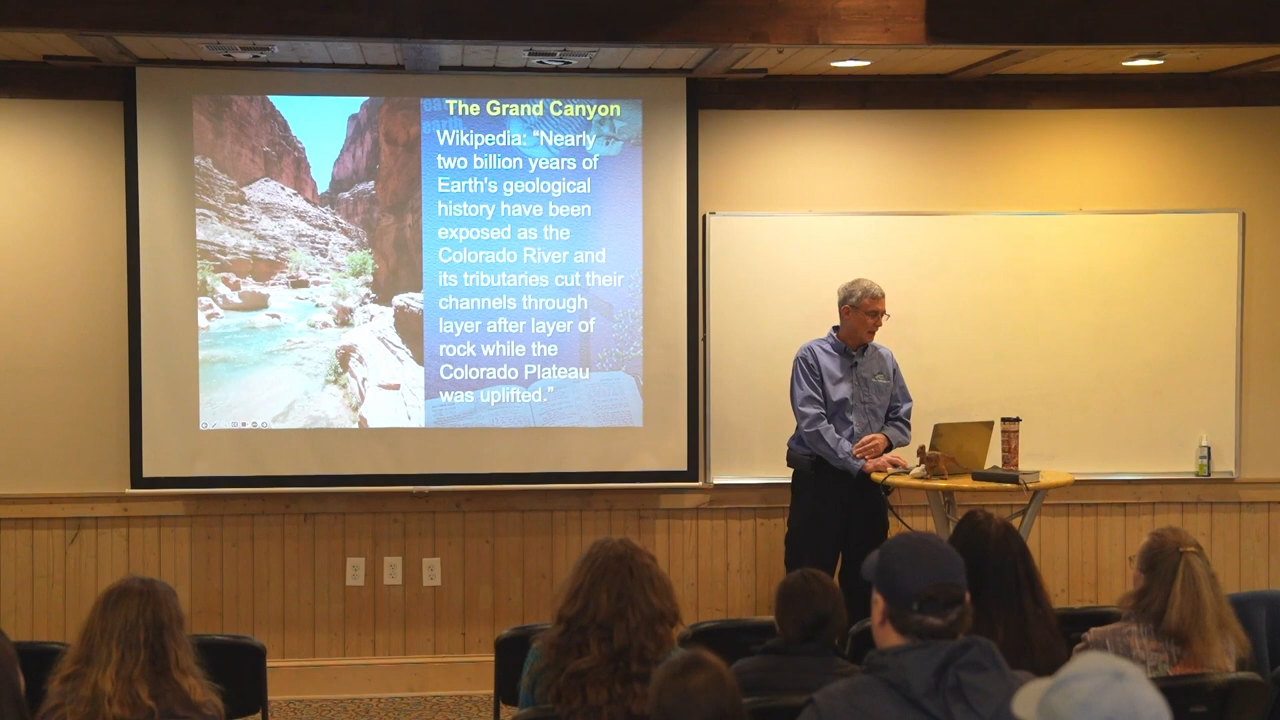 The Grand Canyon
Wikipedia: “Nearly
two billion years of
Earth's geological
history have been
exposed as the
Colorado River and
its tributaries cut their
channels through
layer after layer of
rock while the
Colorado Plateau
was uplifted.”